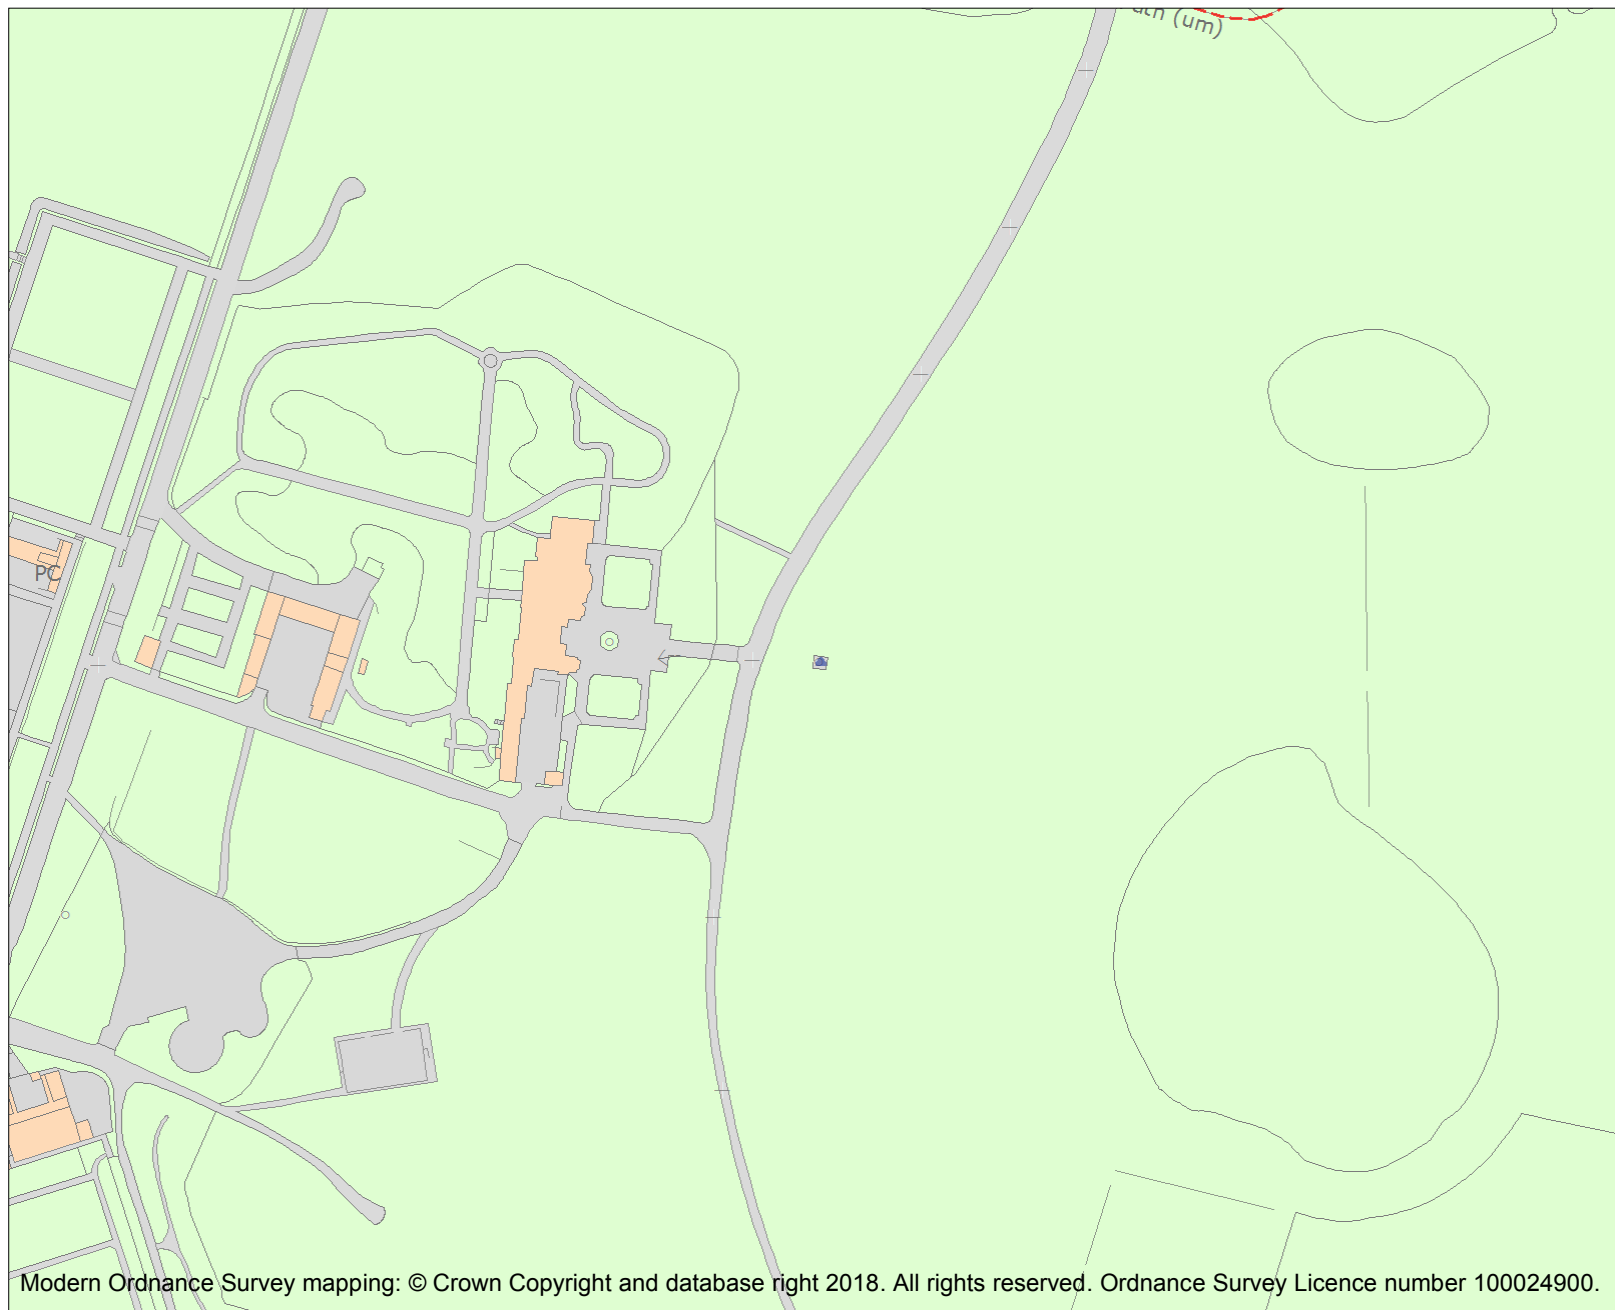 (um)
PC
Modern Ordnance Survey mapping: © Crown Copyright and database right 2018. All rights reserved. Ordnance Survey Licence number 100024900.